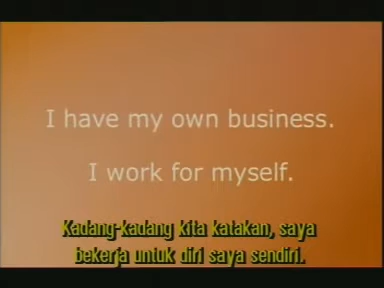 I have my own business.
I work for myself.
Kadang-kadang kita katakan, saya
bekerja untuk diri saya sendiri.